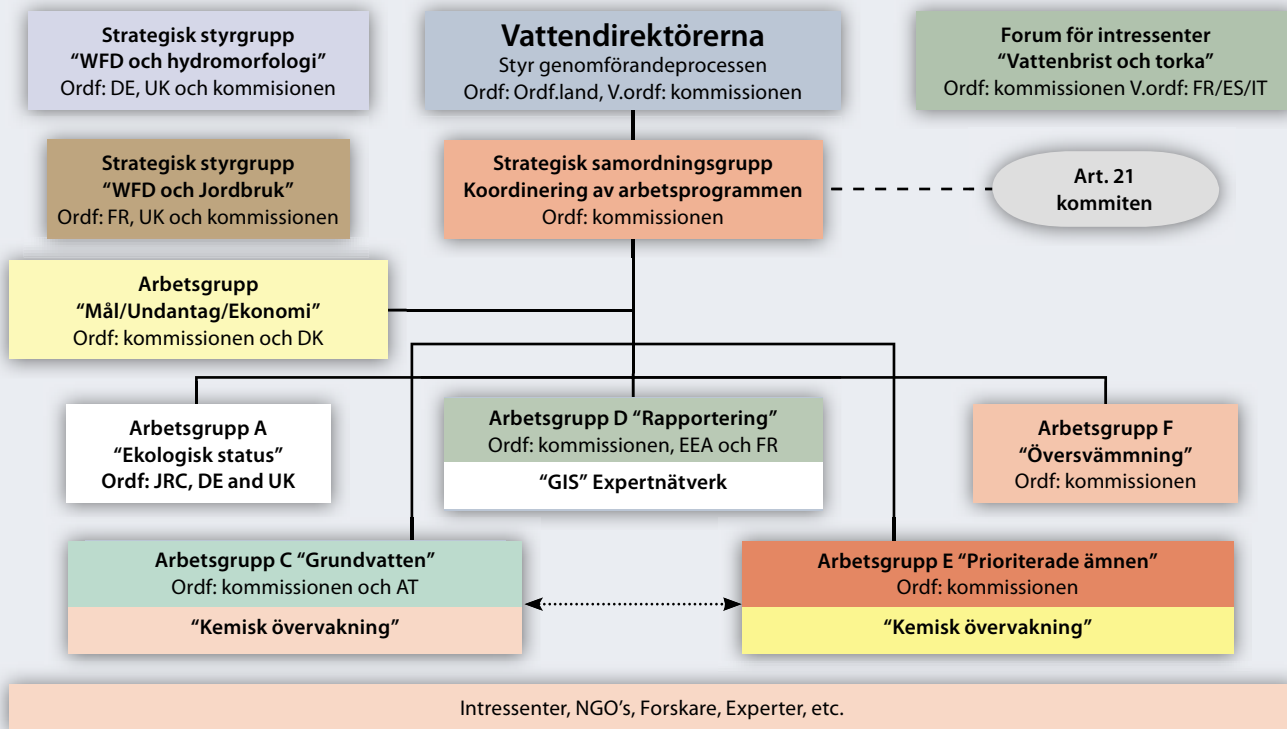 Strategisk styrgrupp
“WFD och hydromorfologi”
Ordf: DE, UK och kommisionen
Vattendirektörerna
Styr genomförandeprocessen
Ordf: Ordf.land, V.ordf: kommissionen
Forum för intressenter
“Vattenbrist och torka”
Ordf: kommissionen V.ordf: FR/ES/IT
Strategisk styrgrupp
“WFD och Jordbruk”
Ordf: FR, UK och kommissionen
Strategisk samordningsgrupp
Koordinering av arbetsprogrammen
Ordf: kommissionen
Art. 21
kommiten
Arbetsgrupp
“Mål/Undantag/Ekonomi”
Ordf: kommissionen och DK
Arbetsgrupp A
“Ekologisk status”
Ordf: JRC, DE and UK
Arbetsgrupp D “Rapportering”
Ordf: kommissionen, EEA och FR
“GIS” Expertnätverk
Arbetsgrupp F
“Översvämmning”
Ordf: kommissionen
Arbetsgrupp C “Grundvatten”
Ordf: kommissionen och AT
“Kemisk övervakning”
Arbetsgrupp E “Prioriterade ämnen”
Ordf: kommissionen
“Kemisk övervakning”
Intressenter, NGO’s, Forskare, Experter, etc.